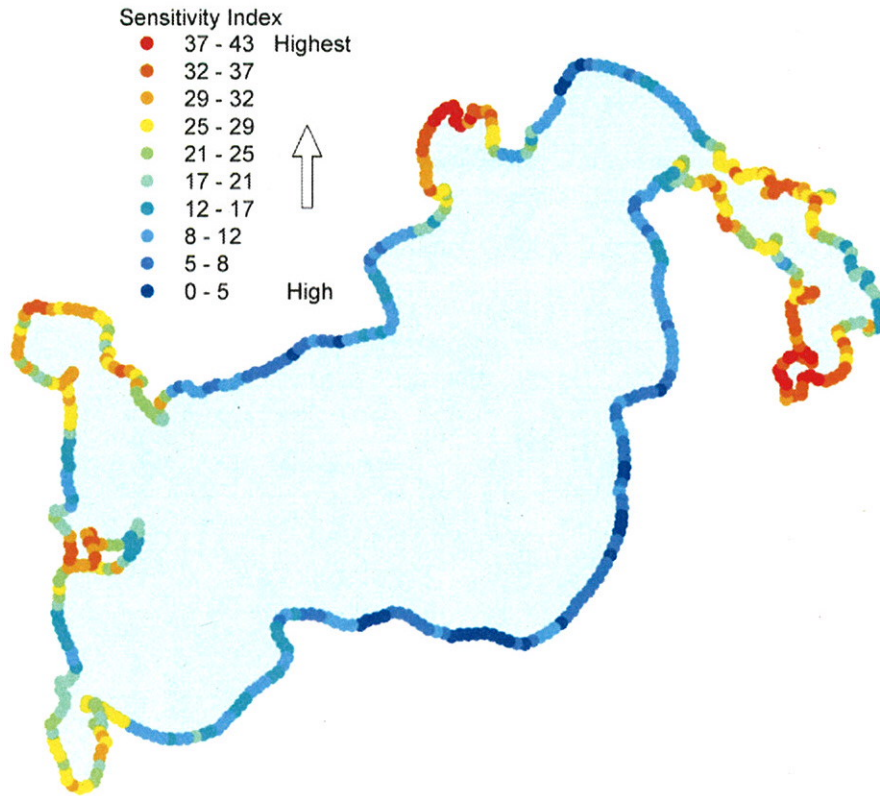 Sensitivity Index
37 - 43 Highest
32 - 37
29 - 32
25 - 29
21 - 25
17 - 21
12 - 17
8 - 12
5 - 8
0 - 5 High